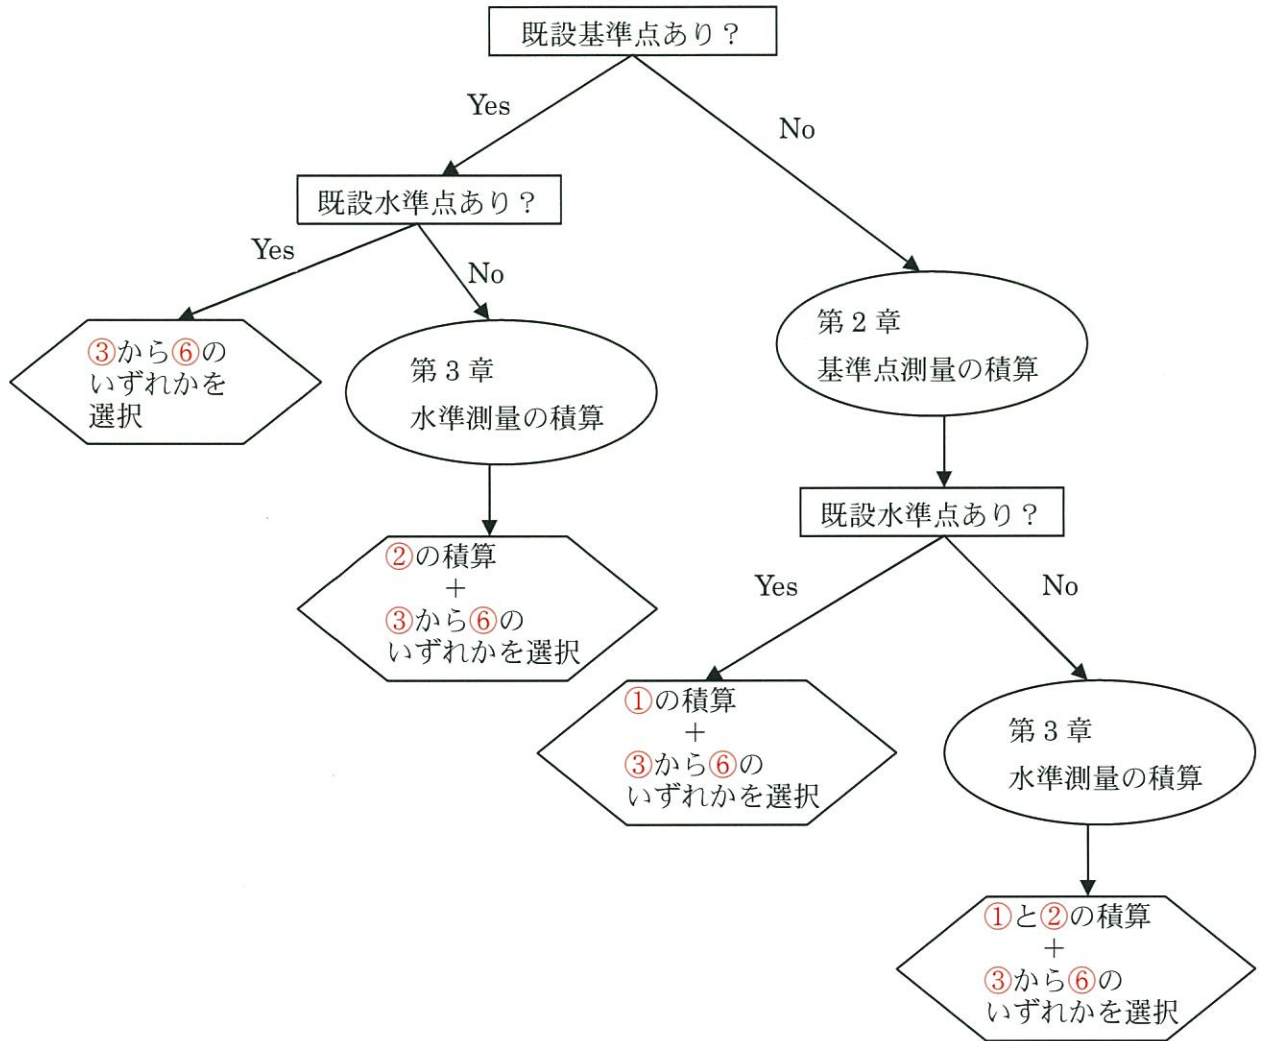 既設基準点あり？
Yes
No
既設水準点あり？
Yes
No
③から⑥の
いずれかを
選択
第３章
水準測量の積算
第２章
基準点測量の積算
②の積算
＋
③から⑥の
いずれかを選択
既設水準点あり？
Yes
No
①の積算
＋
③から⑥の
いずれかを選択
第３章
水準測量の積算
①と②の積算
＋
③から⑥の
いずれかを選択